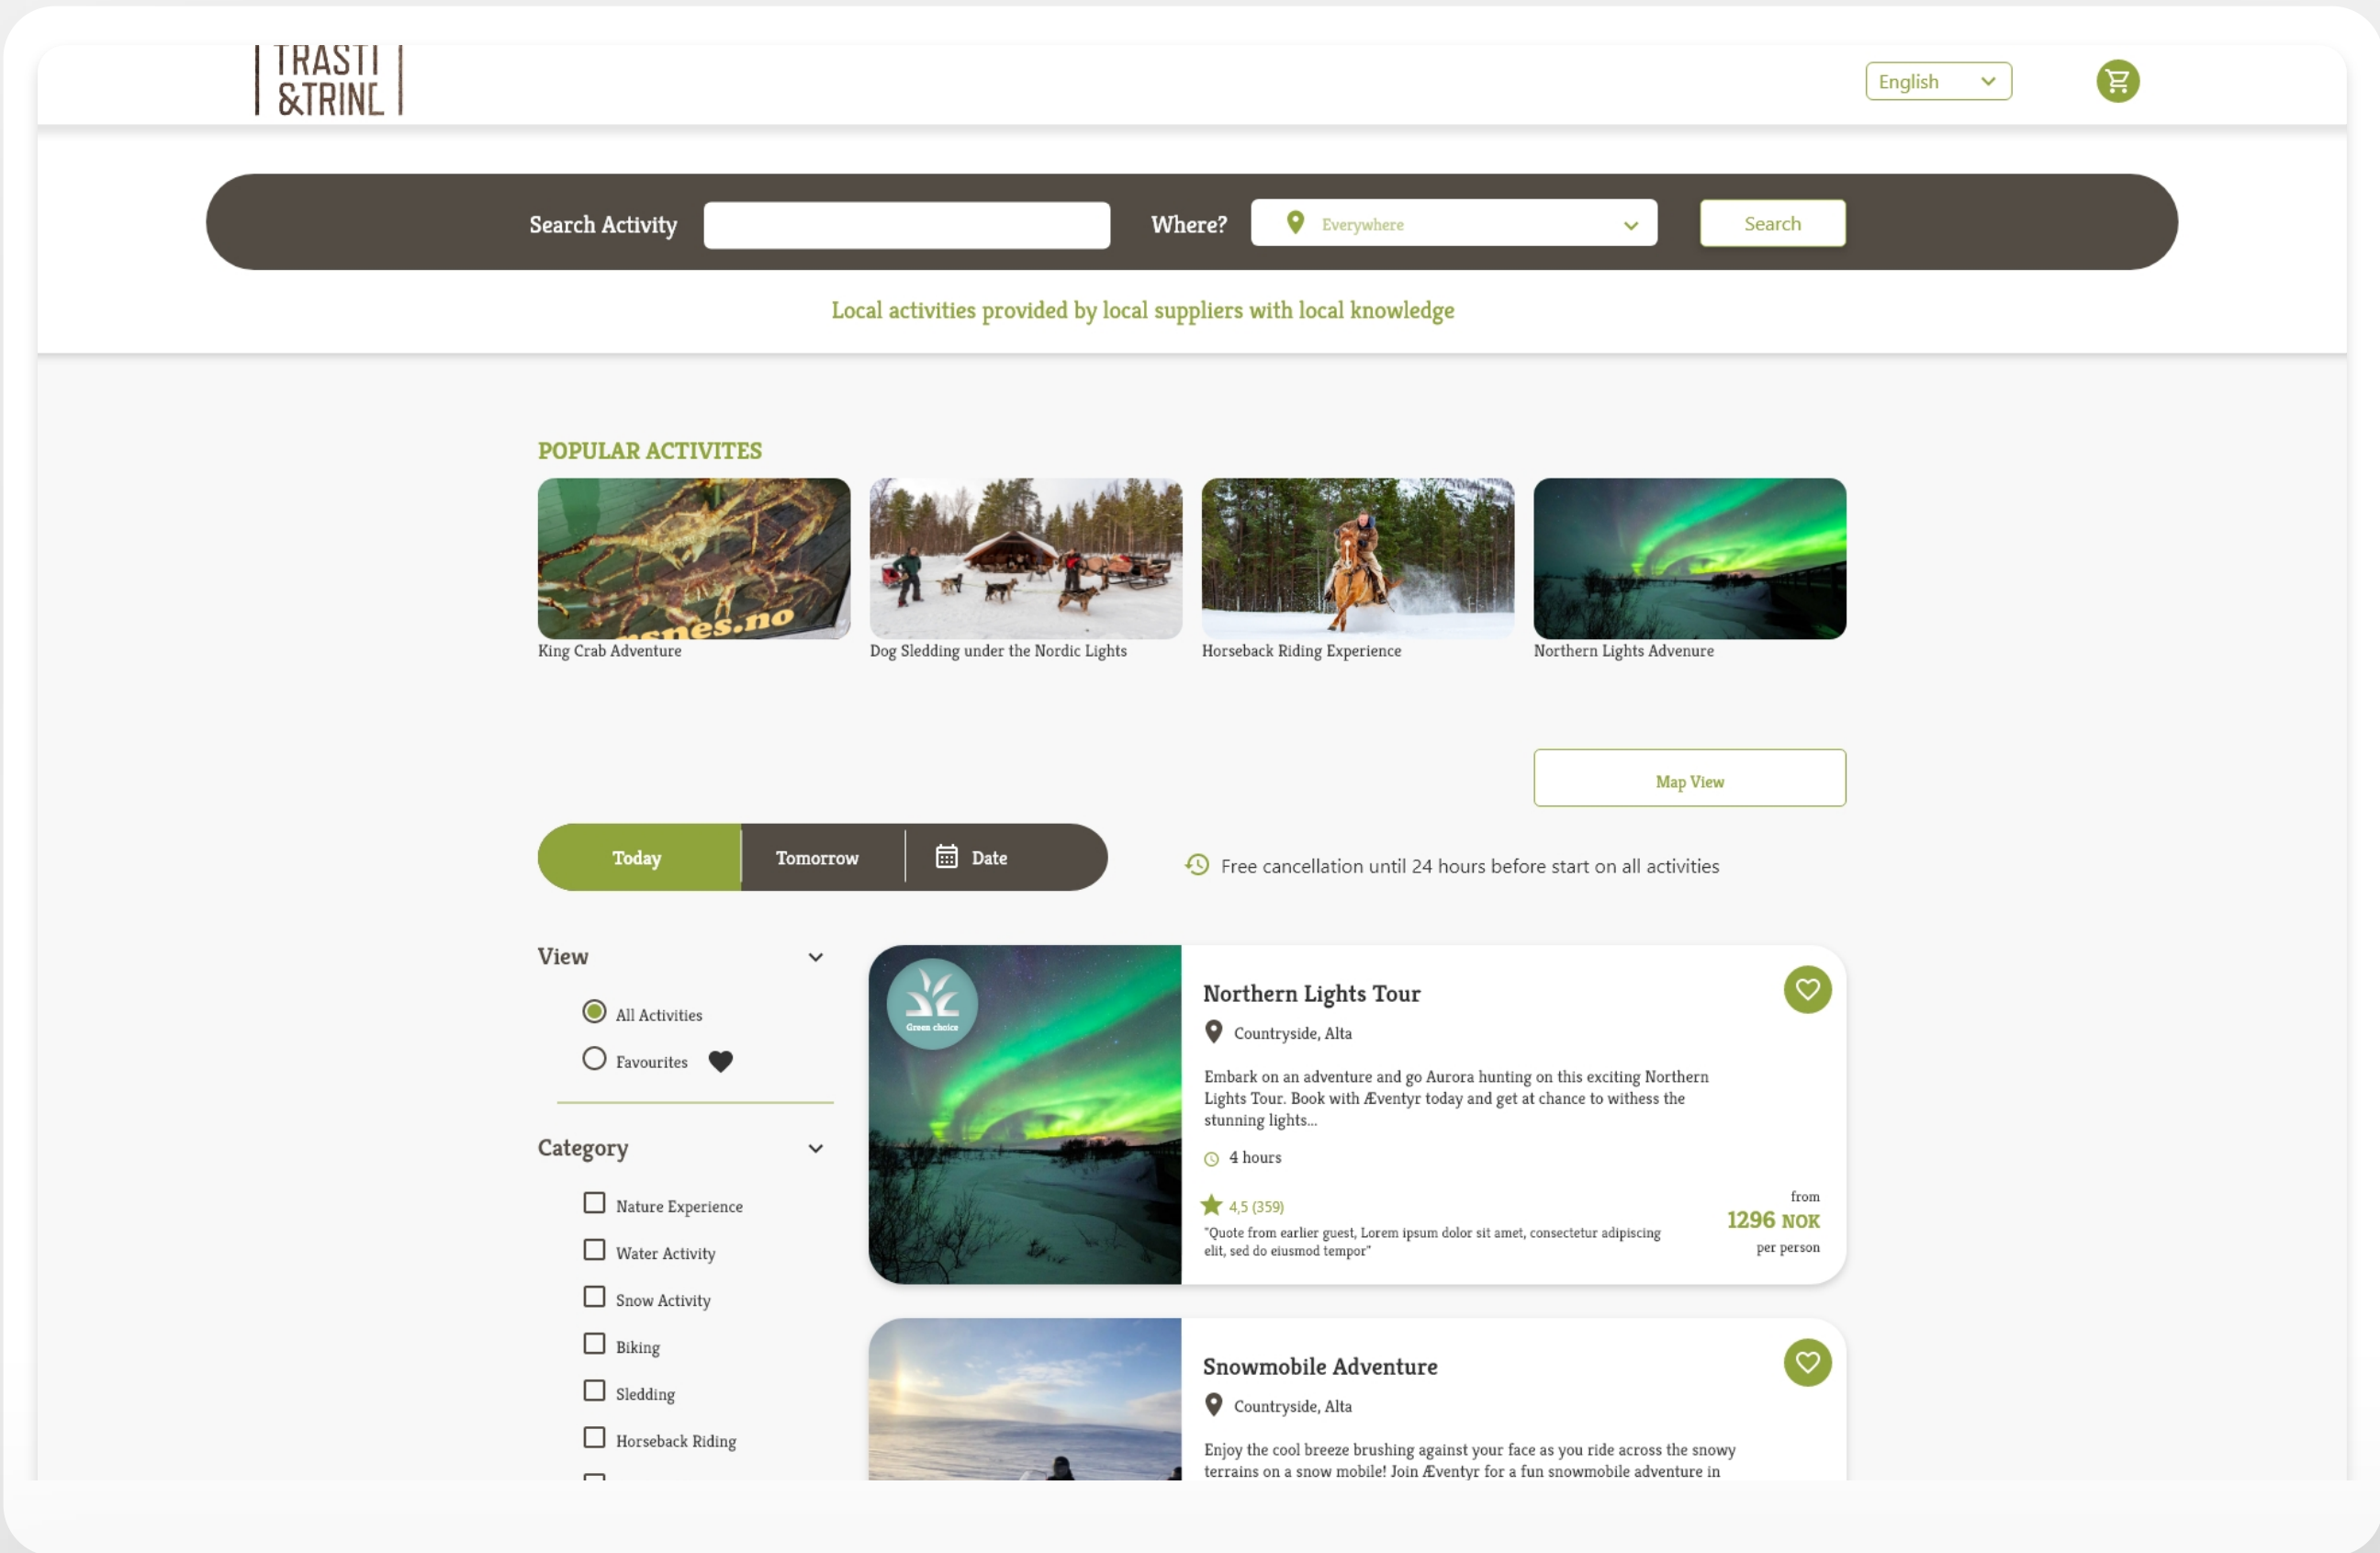 TRASTI
&TRINE
English
Search Activity
Where?
Everywhere
Search
Local activities provided by local suppliers with local knowledge
POPULAR ACTIVITES
snes.no
King Crab Adventure
Dog Sledding under the Nordic Lights
Horseback Riding Experience
Northern Lights Advenure
Map View
Today
Tomorrow
Date
Free cancellation until 24 hours before start on all activities
View
All Activities
Favourites
Category
Nature Experience
Water Activity
Snow Activity
Biking
Sledding
Horseback Riding
Green choice
Northern Lights Tour
Countryside, Alta
Embark on an adventure and go Aurora hunting on this exciting Northern
Lights Tour. Book with Æventyr today and get at chance to withess the
stunning lights...
4 hours
4,5 (359)
"Quote from earlier guest, Lorem ipsum dolor sit amet, consectetur adipiscing
elit, sed do eiusmod tempor"
from
1296 NOK
per person
Snowmobile Adventure
Countryside, Alta
Enjoy the cool breeze brushing against your face as you ride across the snowy
terrains on a snow mobile! Join Æventyr for a fun snowmobile adventure in